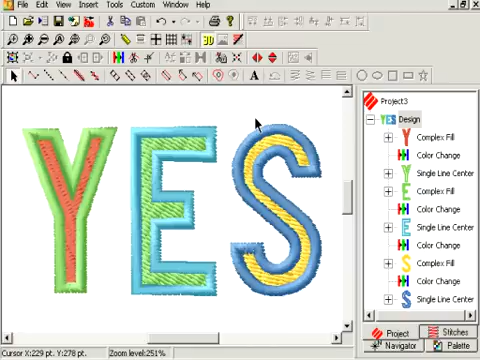 File Edit View Insert Tools Custom Window Help
3D
A
YES
Project3
YES Design
Y Complex Fill
Color Change
Y Single Line Center
E Complex Fill
Color Change
E Single Line Center
Color Change
S Complex Fill
Color Change
S Single Line Center
Project Stitches
Navigator Palette
Cursor X:229 pt. Y:278 pt. Zoom level:251%